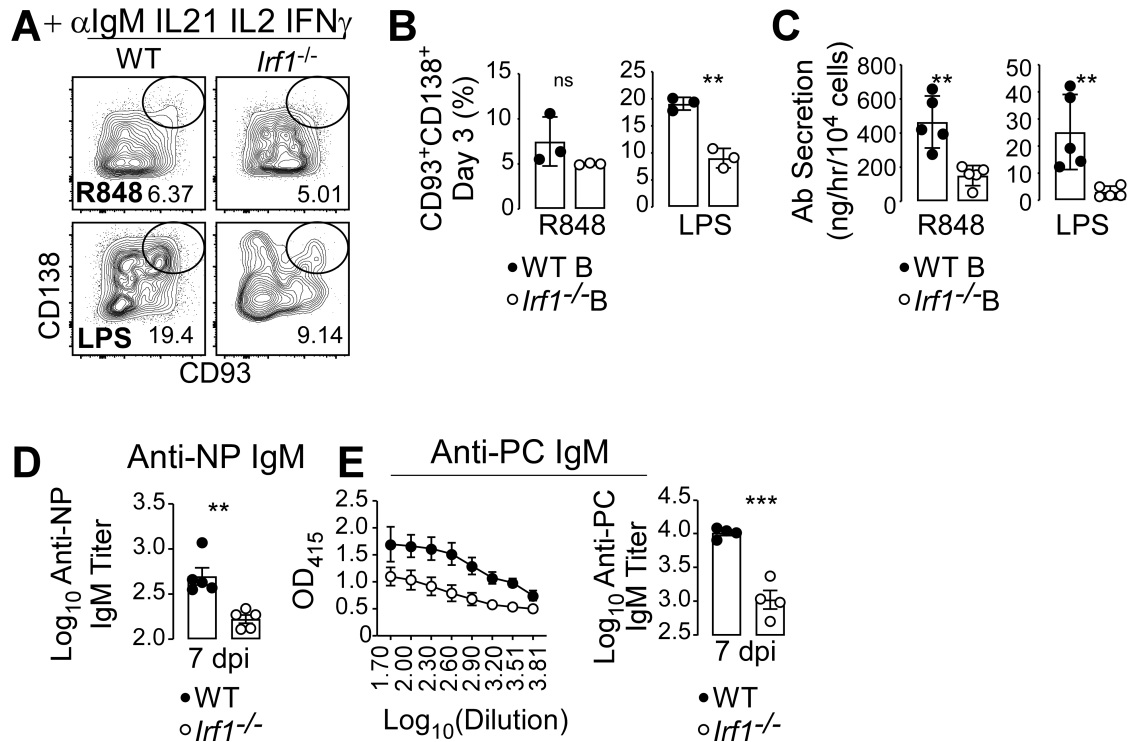 A + αIgM IL21 IL2 IFNγ
WT Irf1-/-
R848 6.37 5.01
LPS 19.4 9.14
CD138
CD93
B
CD93+CD138+
Day 3 (%)
15
10
5
0
ns
R848
25
20
15
10
5
0
**
LPS
WT B
Irf1-/-B
C
Ab Secretion
(ng/hr/10⁴ cells)
800
600
400
200
0
**
R848
50
40
30
20
10
0
**
LPS
WT B
Irf1-/-B
D
Anti-NP IgM
Log10 Anti-NP
IgM Titer
3.5
3.0
2.5
2.0
**
7 dpi
WT
Irf1-/-
E
Anti-PC IgM
OD415
2.5
2.0
1.5
1.0
0.5
0
1.70 2.00 2.30 2.60 2.90 3.20 3.51 3.81
Log10(Dilution)
Log10 Anti-PC
IgM Titer
4.5
4.0
3.5
3.0
2.5
***
7 dpi
WT
Irf1-/-